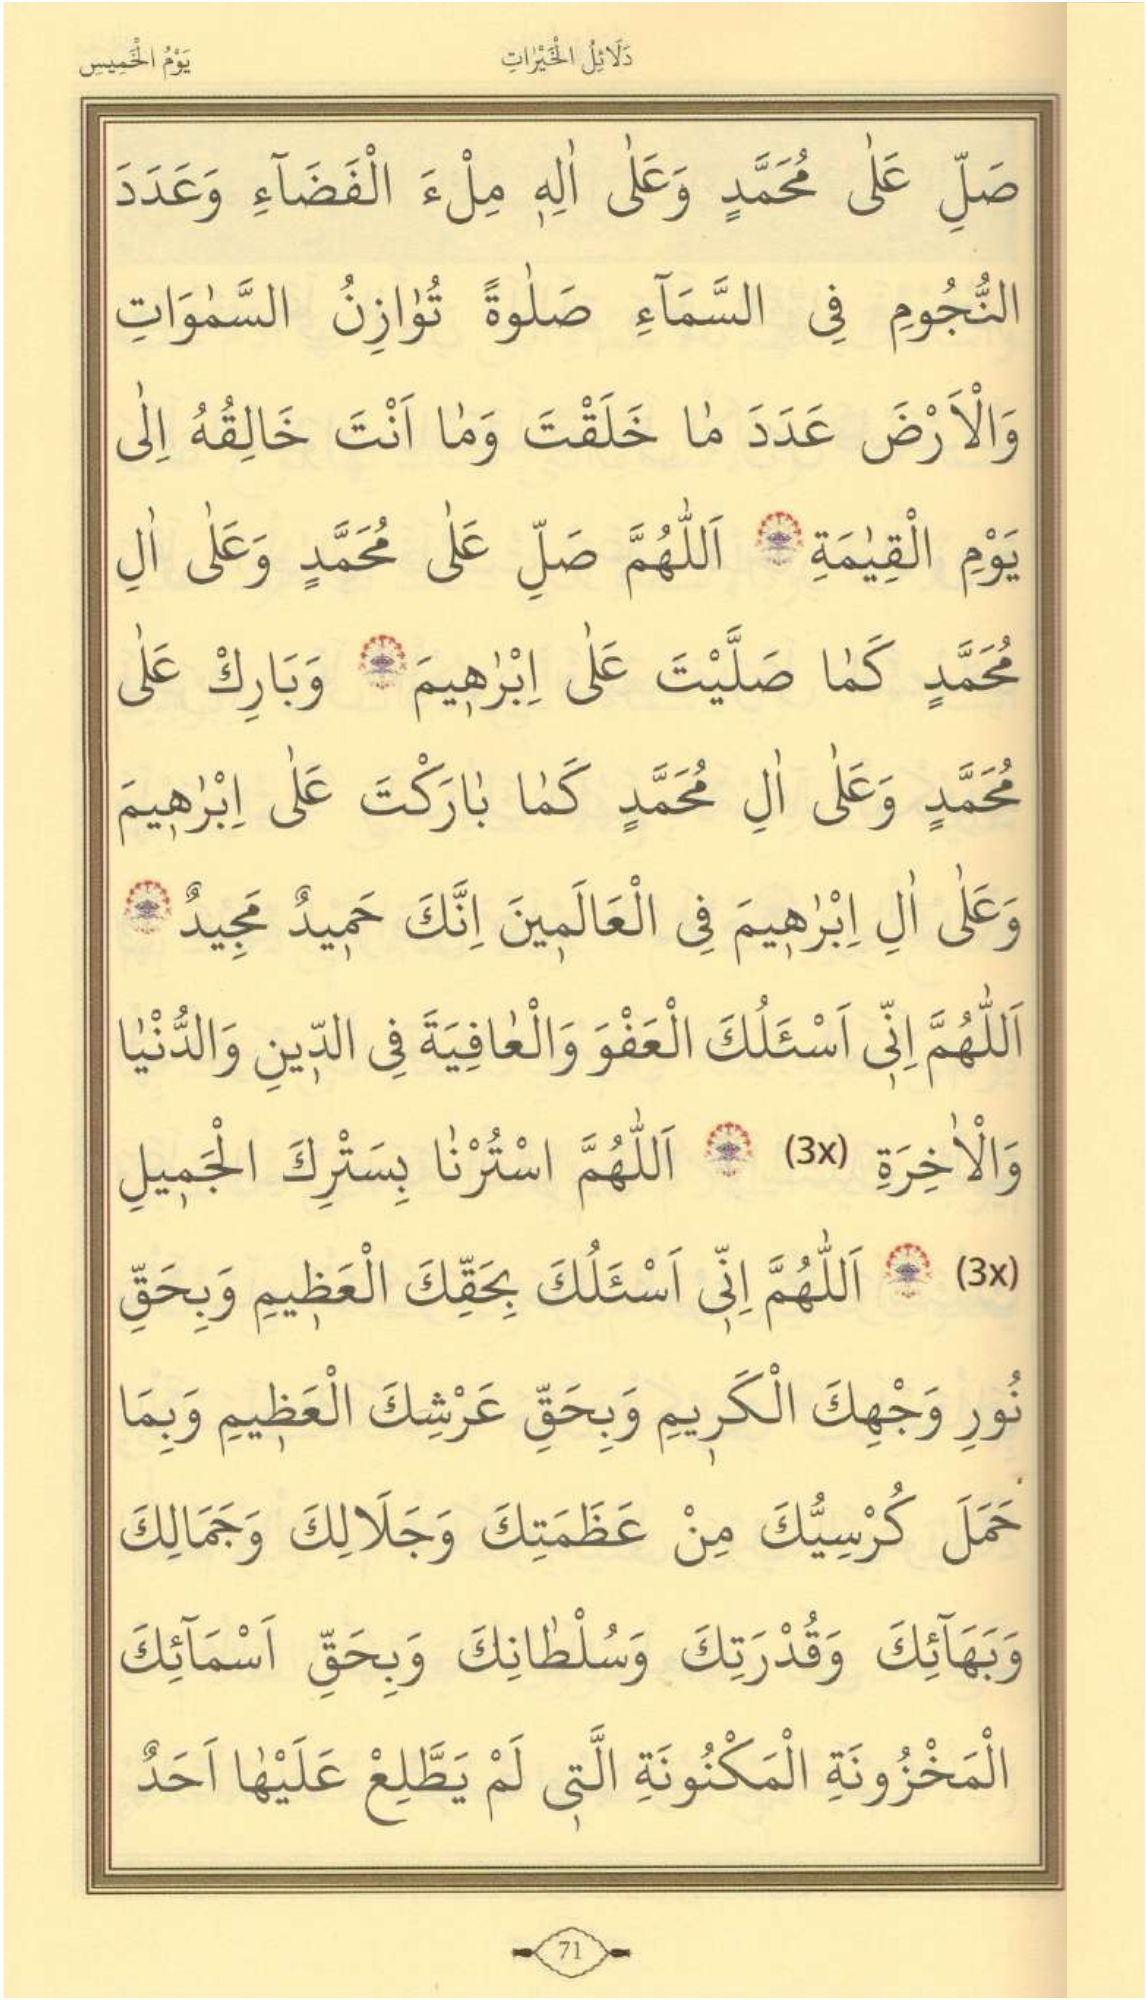 دَلَائِلُ الْخَيْرَاتِ
يَوْمُ الْخَمِيسِ
صَلِّ عَلٰى مُحَمَّدٍ وَعَلٰى اٰلِهٖ مِلْءَ الْفَضَآءِ وَعَدَدَ
النُّجُومِ فِى السَّمَآءِ صَلٰوةً تُوٰازِنُ السَّمٰوَاتِ
وَالْاَرْضَ عَدَدَ مٰا خَلَقْتَ وَمٰا اَنْتَ خَالِقُهُ اِلٰى
يَوْمِ الْقِيٰمَةِ اَللّٰهُمَّ صَلِّ عَلٰى مُحَمَّدٍ وَعَلٰى اٰلِ
مُحَمَّدٍ كَمٰا صَلَّيْتَ عَلٰى اِبْرٰهٖيمَ وَبَارِكْ عَلٰى
مُحَمَّدٍ وَعَلٰى اٰلِ مُحَمَّدٍ كَمٰا بٰارَكْتَ عَلٰى اِبْرٰهٖيمَ
وَعَلٰى اٰلِ اِبْرٰهٖيمَ فِى الْعَالَمٖينَ اِنَّكَ حَمٖيدٌ مَجٖيدٌ
اَللّٰهُمَّ اِنّٖى اَسْئَلُكَ الْعَفْوَ وَالْعٰافِيَةَ فِى الدّٖينِ وَالدُّنْيٰا
وَالْاٰخِرَةِ (3x) اَللّٰهُمَّ اسْتُرْنٰا بِسَتْرِكَ الْجَمٖيلِ
(3x) اَللّٰهُمَّ اِنّٖى اَسْئَلُكَ بِحَقِّكَ الْعَظٖيمِ وَبِحَقِّ
نُورِ وَجْهِكَ الْكَرٖيمِ وَبِحَقِّ عَرْشِكَ الْعَظٖيمِ وَبِمَا
حَمَلَ كُرْسِيُّكَ مِنْ عَظَمَتِكَ وَجَلَالِكَ وَجَمَالِكَ
وَبَهَآئِكَ وَقُدْرَتِكَ وَسُلْطٰانِكَ وَبِحَقِّ اَسْمَآئِكَ
الْمَخْزُونَةِ الْمَكْنُونَةِ الَّتٖى لَمْ يَطَّلِعْ عَلَيْهٰا اَحَدٌ
71